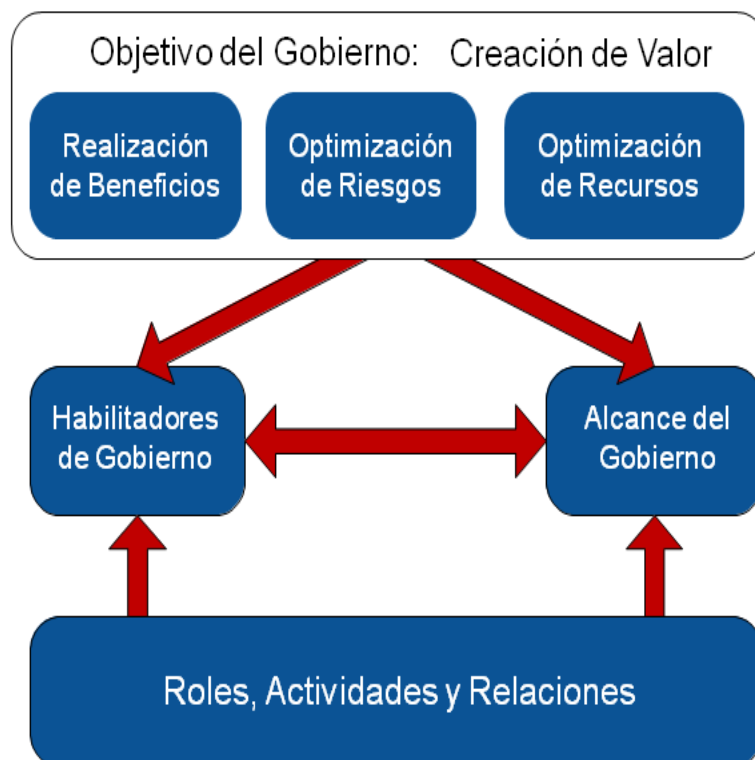 Objetivo del Gobierno: Creación de Valor
Realización
de Beneficios
Optimización
de Riesgos
Optimización
de Recursos
Habilitadores
de Gobierno
Alcance del
Gobierno
Roles, Actividades y Relaciones